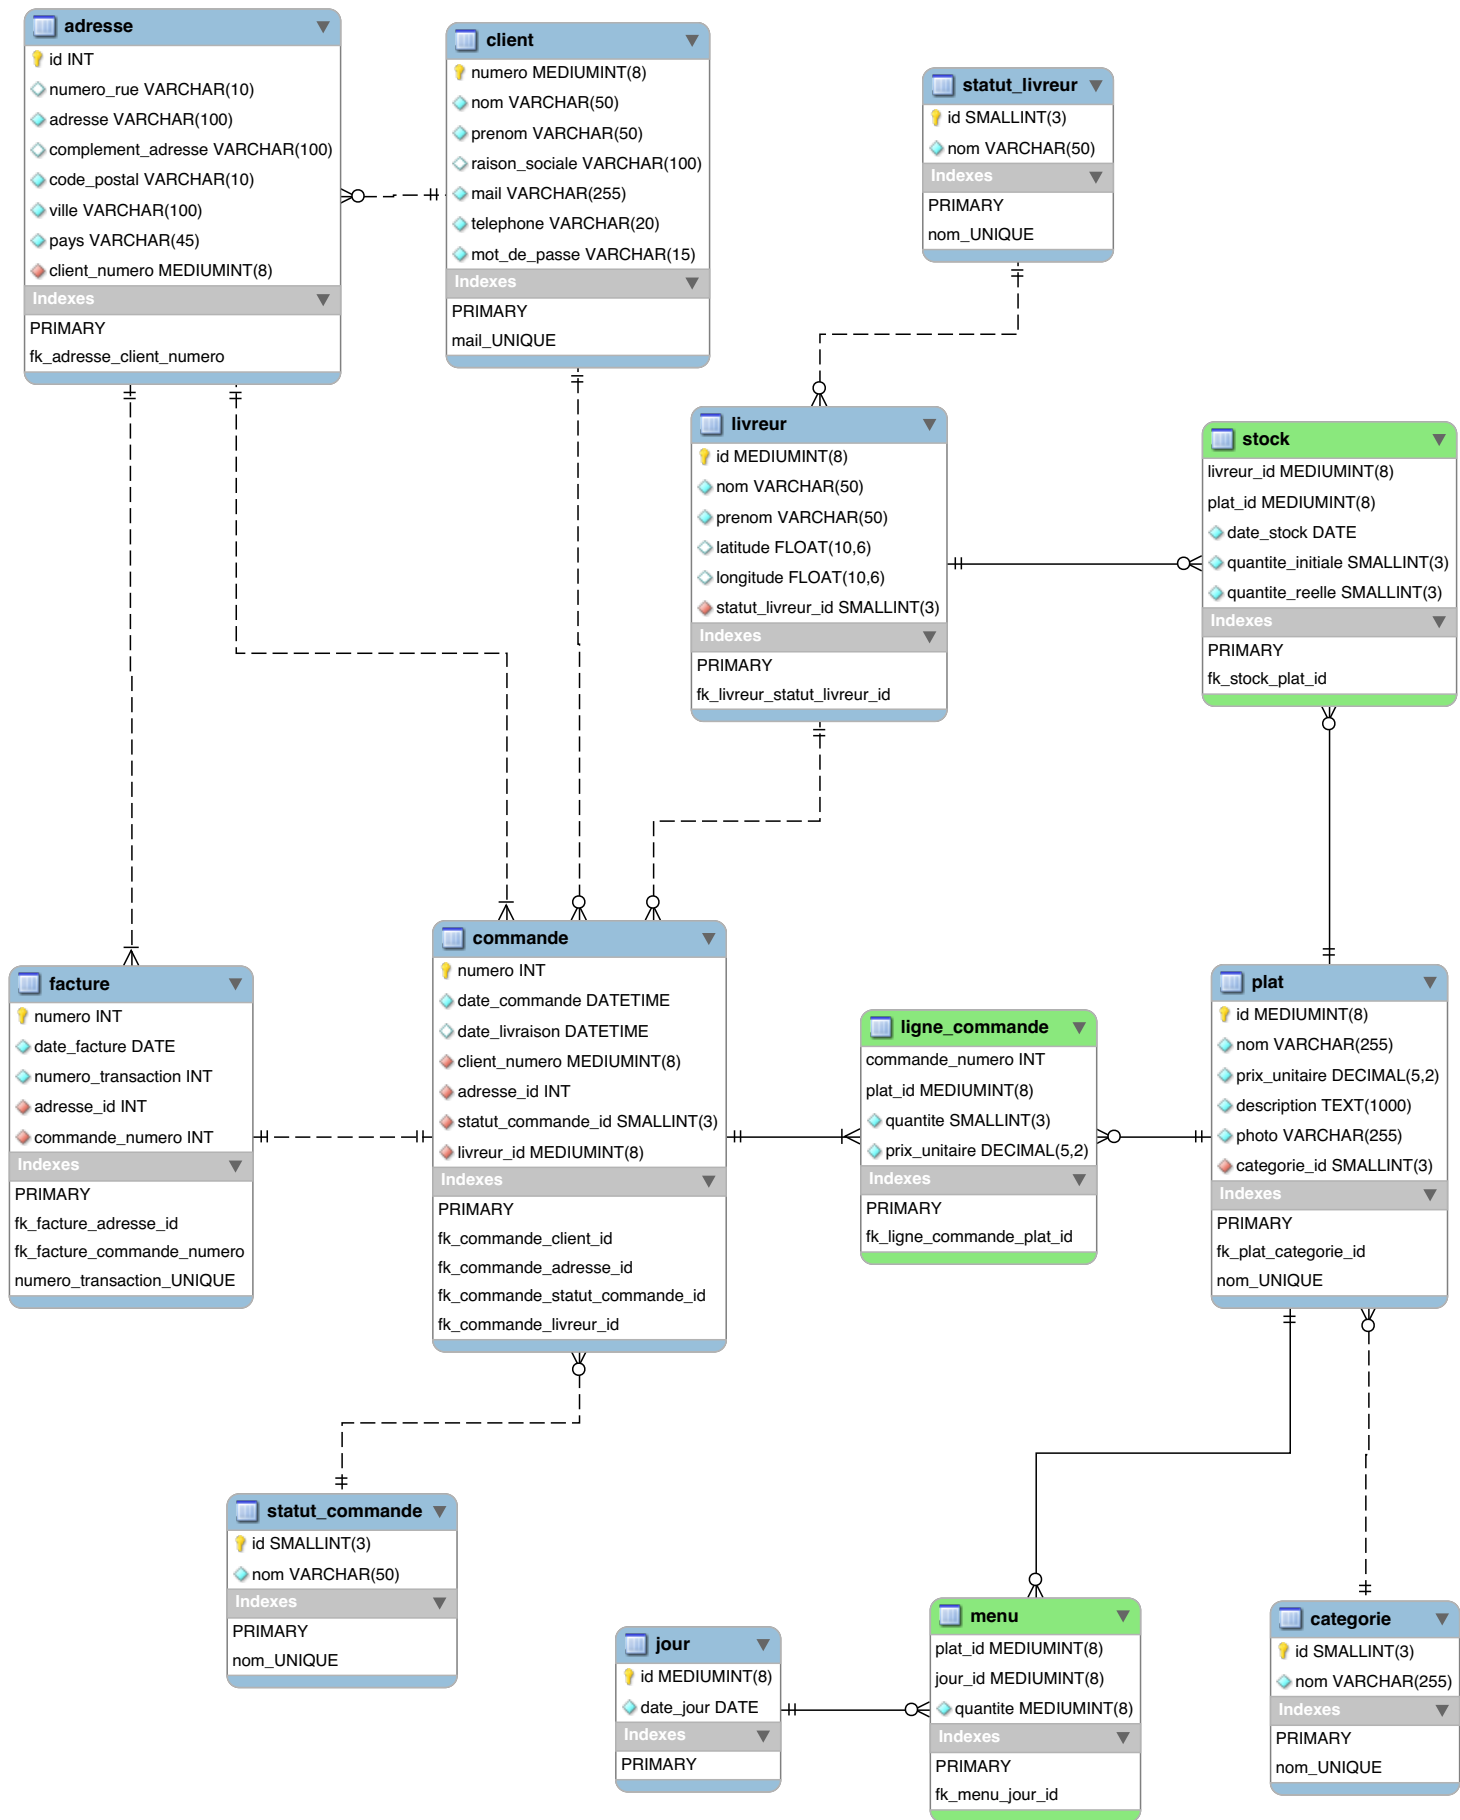 adresse
id INT
numero_rue VARCHAR(10)
adresse VARCHAR(100)
complement_adresse VARCHAR(100)
code_postal VARCHAR(10)
ville VARCHAR(100)
pays VARCHAR(45)
client_numero MEDIUMINT(8)
Indexes
PRIMARY
fk_adresse_client_numero
client
numero MEDIUMINT(8)
nom VARCHAR(50)
prenom VARCHAR(50)
raison_sociale VARCHAR(100)
mail VARCHAR(255)
telephone VARCHAR(20)
mot_de_passe VARCHAR(15)
Indexes
PRIMARY
mail_UNIQUE
statut_livreur
id SMALLINT(3)
nom VARCHAR(50)
Indexes
PRIMARY
nom_UNIQUE
livreur
id MEDIUMINT(8)
nom VARCHAR(50)
prenom VARCHAR(50)
latitude FLOAT(10,6)
longitude FLOAT(10,6)
statut_livreur_id SMALLINT(3)
Indexes
PRIMARY
fk_livreur_statut_livreur_id
stock
livreur_id MEDIUMINT(8)
plat_id MEDIUMINT(8)
date_stock DATE
quantite_initiale SMALLINT(3)
quantite_reelle SMALLINT(3)
Indexes
PRIMARY
fk_stock_plat_id
facture
numero INT
date_facture DATE
numero_transaction INT
adresse_id INT
commande_numero INT
Indexes
PRIMARY
fk_facture_adresse_id
fk_facture_commande_numero
numero_transaction_UNIQUE
commande
numero INT
date_commande DATETIME
date_livraison DATETIME
client_numero MEDIUMINT(8)
adresse_id INT
statut_commande_id SMALLINT(3)
livreur_id MEDIUMINT(8)
Indexes
PRIMARY
fk_commande_client_id
fk_commande_adresse_id
fk_commande_statut_commande_id
fk_commande_livreur_id
ligne_commande
commande_numero INT
plat_id MEDIUMINT(8)
quantite SMALLINT(3)
prix_unitaire DECIMAL(5,2)
Indexes
PRIMARY
fk_ligne_commande_plat_id
plat
id MEDIUMINT(8)
nom VARCHAR(255)
prix_unitaire DECIMAL(5,2)
description TEXT(1000)
photo VARCHAR(255)
categorie_id SMALLINT(3)
Indexes
PRIMARY
fk_plat_categorie_id
nom_UNIQUE
statut_commande
id SMALLINT(3)
nom VARCHAR(50)
Indexes
PRIMARY
nom_UNIQUE
jour
id MEDIUMINT(8)
date_jour DATE
Indexes
PRIMARY
menu
plat_id MEDIUMINT(8)
jour_id MEDIUMINT(8)
quantite MEDIUMINT(8)
Indexes
PRIMARY
fk_menu_jour_id
categorie
id SMALLINT(3)
nom VARCHAR(255)
Indexes
PRIMARY
nom_UNIQUE